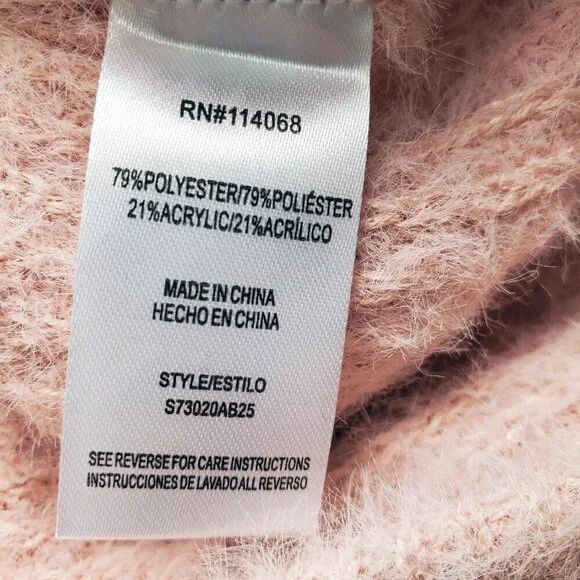 RN#114068
79%POLYESTER/79%POLIÉSTER
21%ACRYLIC/21%ACRÍLICO
MADE IN CHINA
HECHO EN CHINA
STYLE/ESTILO
S73020AB25
SEE REVERSE FOR CARE INSTRUCTIONS
INSTRUCCIONES DE LAVADO ALL REVERSO